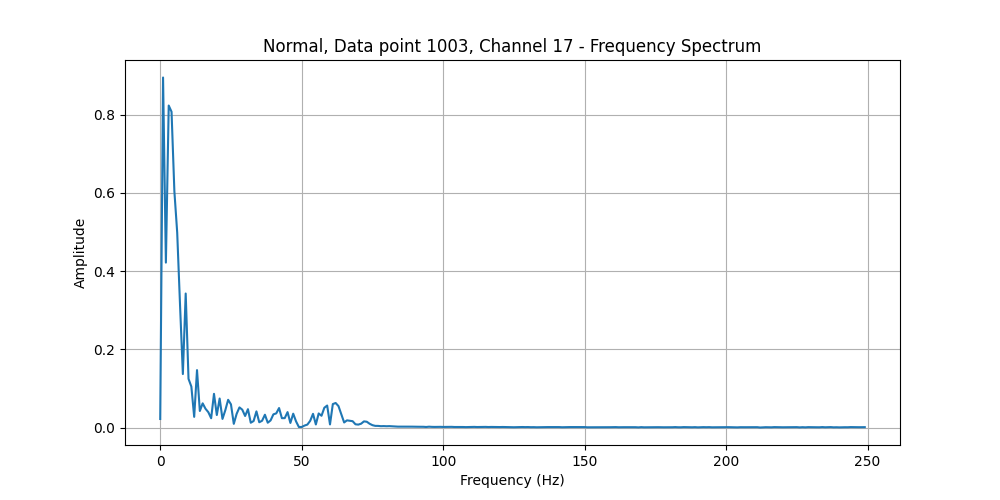 Normal, Data point 1003, Channel 17 - Frequency Spectrum
Amplitude
0.8
0.6
0.4
0.2
0.0
0 50 100 150 200 250
Frequency (Hz)